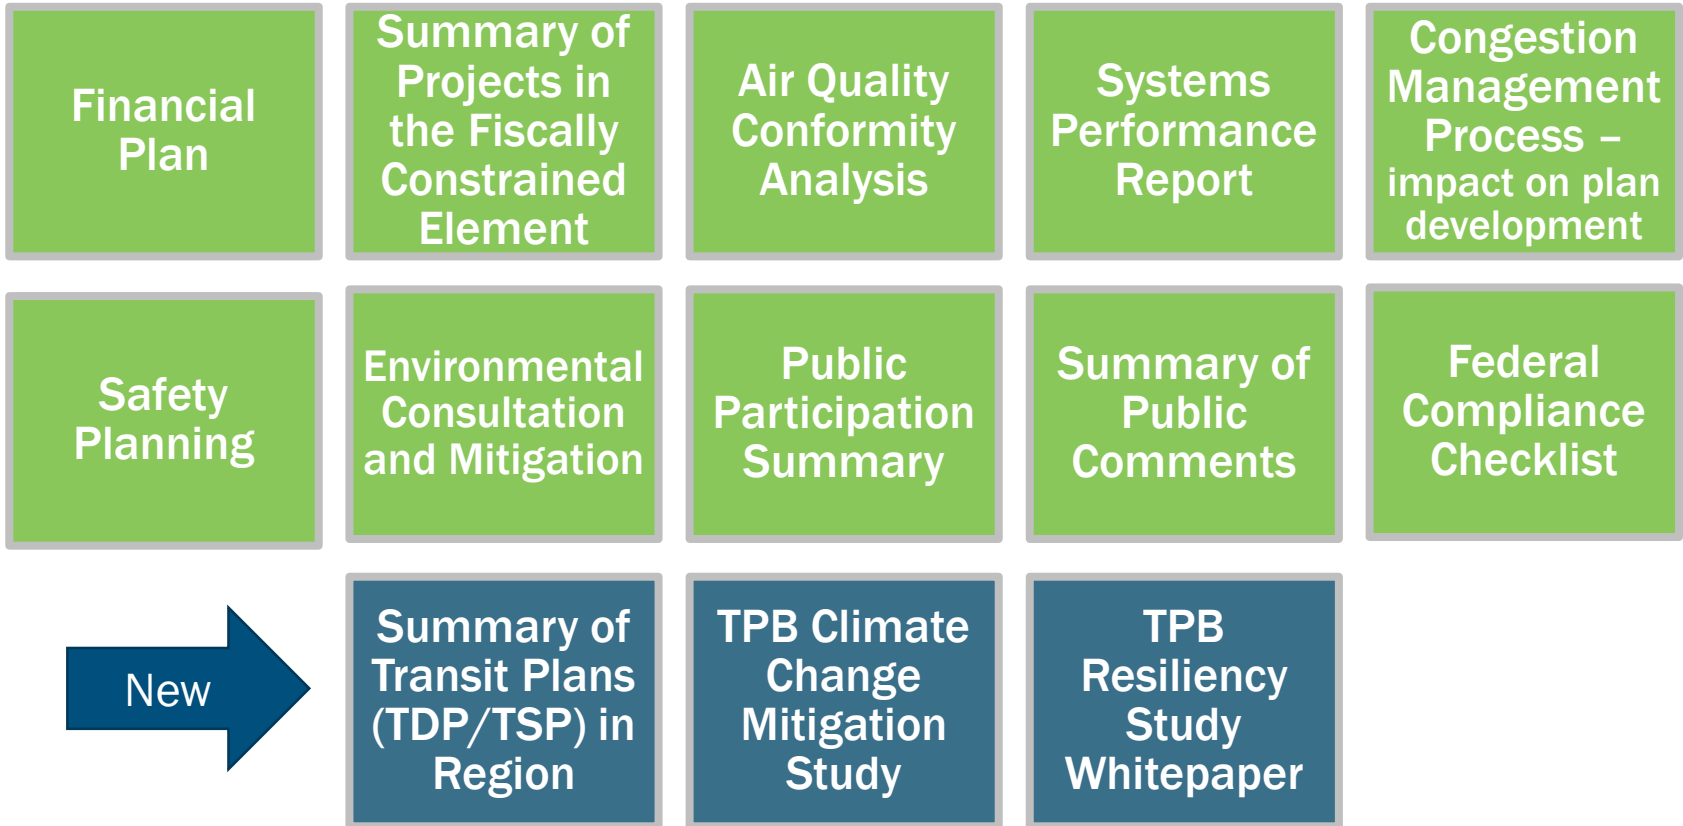 Financial
Plan
Summary of
Projects in
the Fiscally
Constrained
Element
Air Quality
Conformity
Analysis
Systems
Performance
Report
Congestion
Management
Process –
impact on plan
development
Safety
Planning
Environmental
Consultation
and Mitigation
Public
Participation
Summary
Summary of
Public
Comments
Federal
Compliance
Checklist
New
Summary of
Transit Plans
(TDP/TSP) in
Region
TPB Climate
Change
Mitigation
Study
TPB
Resiliency
Study
Whitepaper